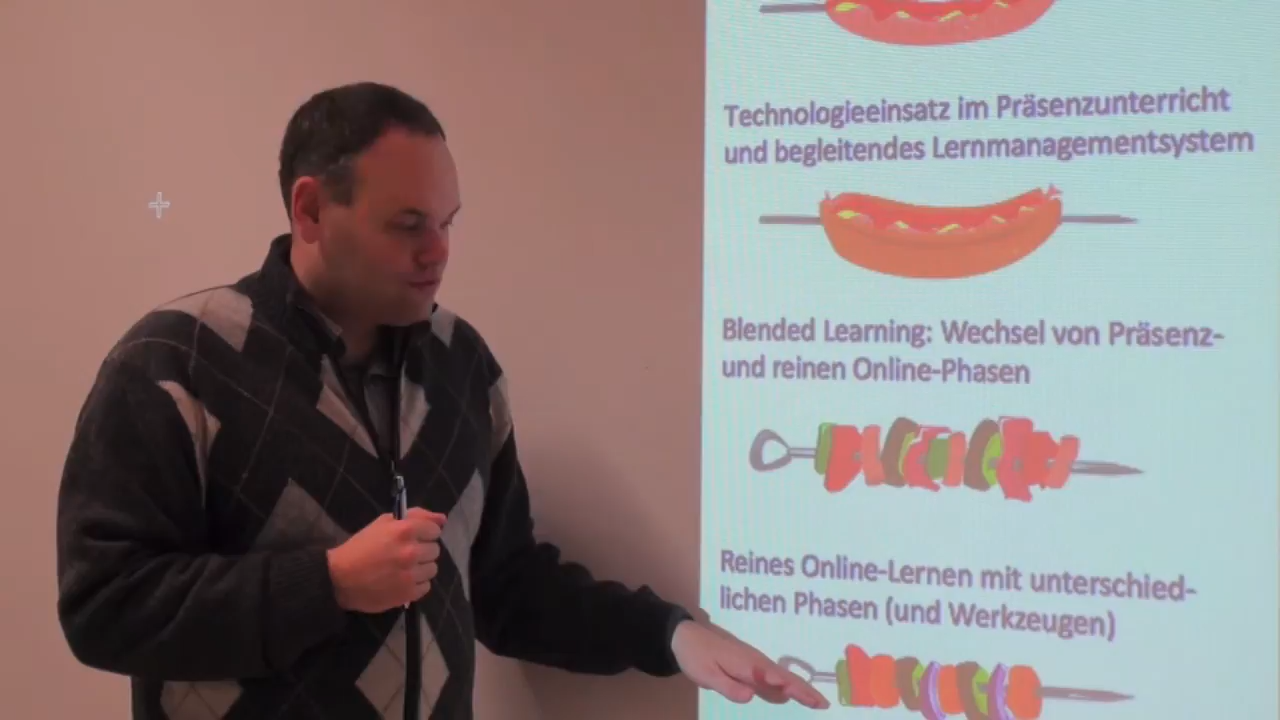 Technologieeinsatz im Präsenzunterricht
und begleitendes Lernmanagementsystem
Blended Learning: Wechsel von Präsenz-
und reinen Online-Phasen
Reines Online-Lernen mit unterschied-
lichen Phasen (und Werkzeugen)